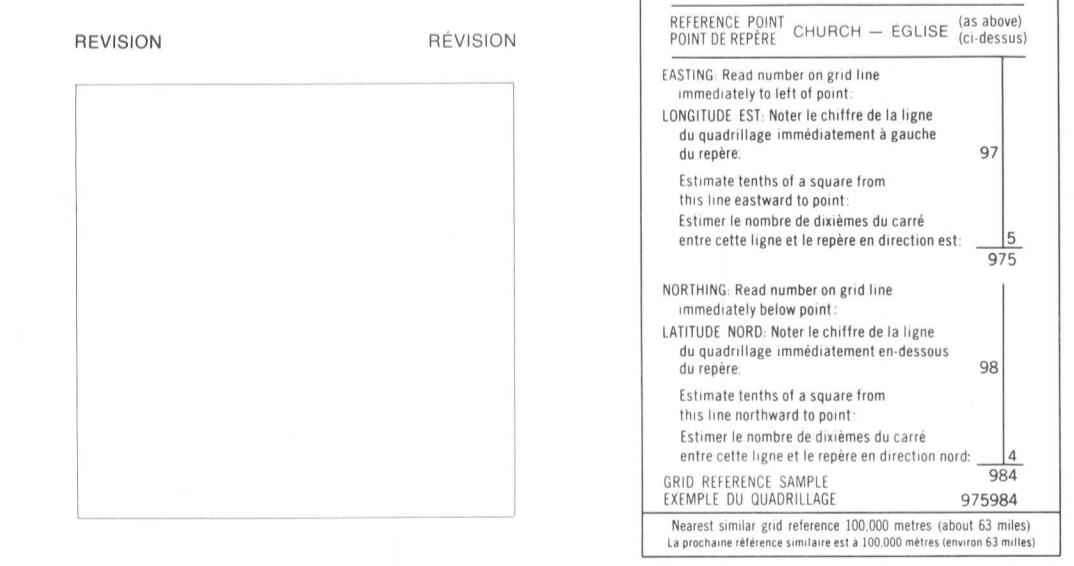 REVISION RÉVISION
REFERENCE POINT
POINT DE REPÈRE
CHURCH — ÉGLISE
(as above)
(ci-dessus)
EASTING: Read number on grid line
immediately to left of point:
LONGITUDE EST: Noter le chiffre de la ligne
du quadrillage immédiatement à gauche
du repère: 97
Estimate tenths of a square from
this line eastward to point:
Estimer le nombre de dixièmes du carré
entre cette ligne et le repère en direction est: 5
975
NORTHING: Read number on grid line
immediately below point:
LATITUDE NORD: Noter le chiffre de la ligne
du quadrillage immédiatement en-dessous
du repère: 98
Estimate tenths of a square from
this line northward to point:
Estimer le nombre de dixièmes du carré
entre cette ligne et le repère en direction nord: 4
984
GRID REFERENCE SAMPLE
EXEMPLE DU QUADRILLAGE 975984
Nearest similar grid reference 100,000 metres (about 63 miles)
La prochaine référence similaire est à 100,000 mètres (environ 63 milles)